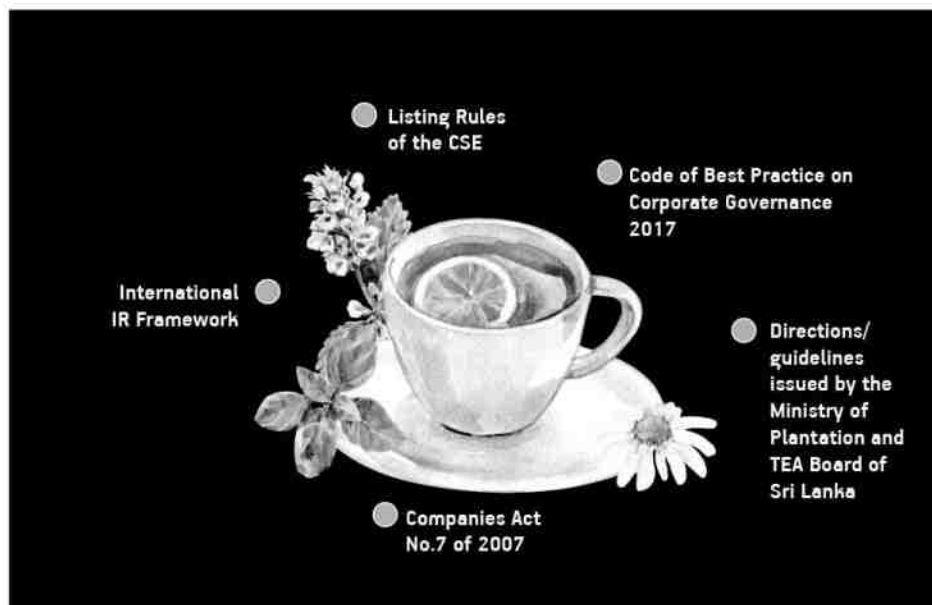 Listing Rules
of the CSE
Code of Best Practice on
Corporate Governance
2017
International
IR Framework
Directions/
guidelines
issued by the
Ministry of
Plantation and
TEA Board of
Sri Lanka
Companies Act
No.7 of 2007